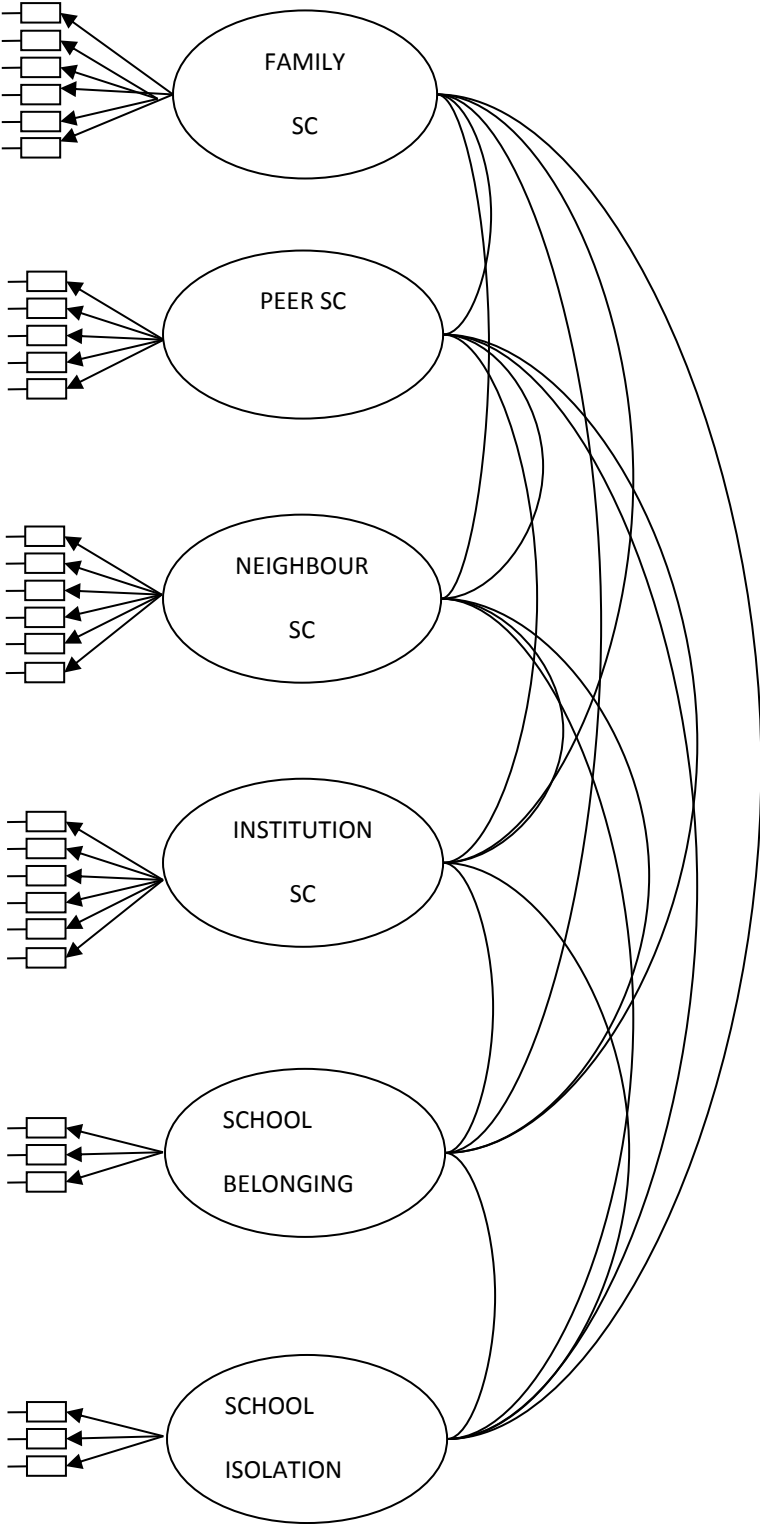 FAMILY
SC
PEER SC
NEIGHBOUR
SC
INSTITUTION
SC
SCHOOL
BELONGING
SCHOOL
ISOLATION